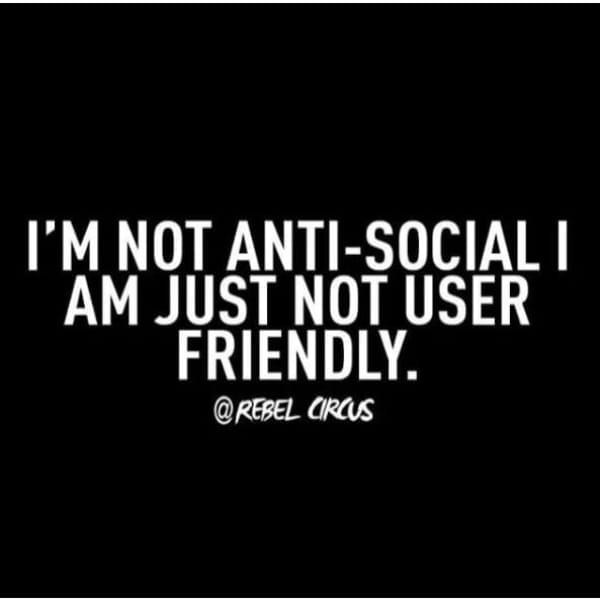 I'M NOT ANTI-SOCIAL I
AM JUST NOT USER
FRIENDLY.
@REBEL CIRCUS